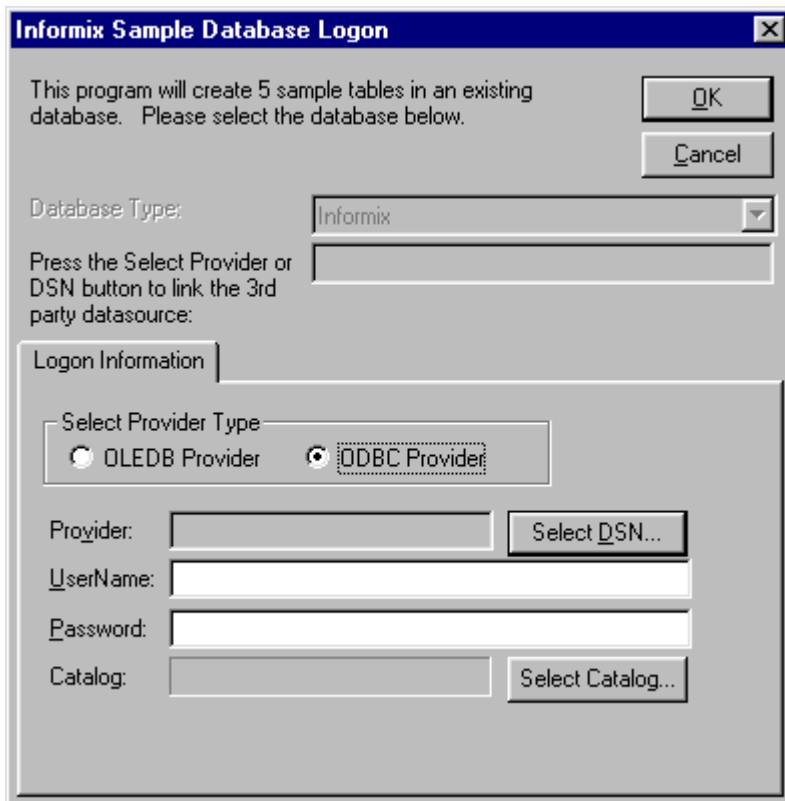 Informix Sample Database Logon
This program will create 5 sample tables in an existing
database.   Please select the database below.
OK
Cancel
Database Type:
Informix
Press the Select Provider or
DSN button to link the 3rd
party datasource:
Logon Information
Select Provider Type
OLEDB Provider
ODBC Provider
Provider:
Select DSN...
UserName:
Password:
Catalog:
Select Catalog...